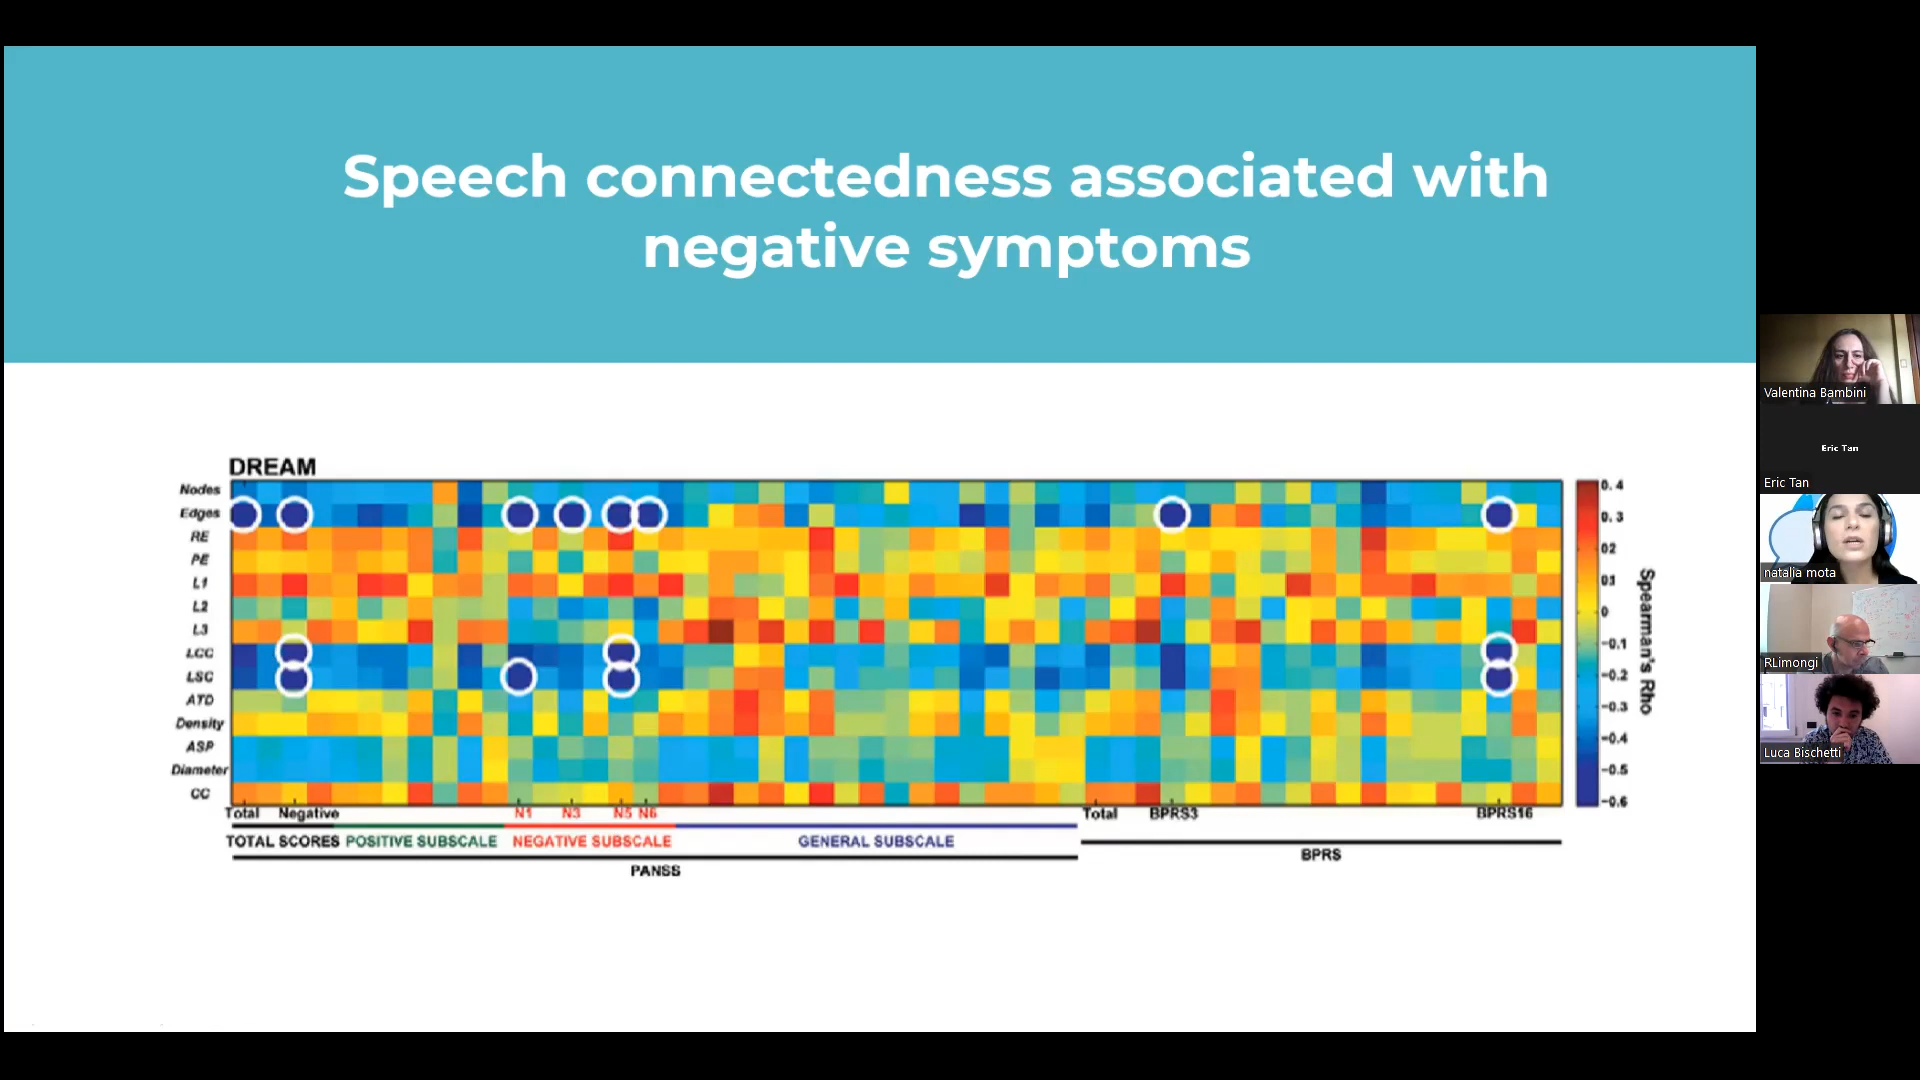 Speech connectedness associated with
negative symptoms
DREAM
Nodes
Edges
RE
PE
L1
L2
L3
LCC
LSC
ATD
Density
ASP
Diameter
CC
0.4
0.3
02
01
0
-0.1
-0.2
-0.3
-0.4
-0.5
-0.6
Spearman's Rho
Total Negative N1 N3 N5 N6 Total BPRS3 BPRS16
TOTAL SCORES POSITIVE SUBSCALE NEGATIVE SUBSCALE GENERAL SUBSCALE
BPRS
PANSS
Valentina Bambini
Eric Tan
Eric Tan
natalia mota
RLimongi
Luca Bischetti